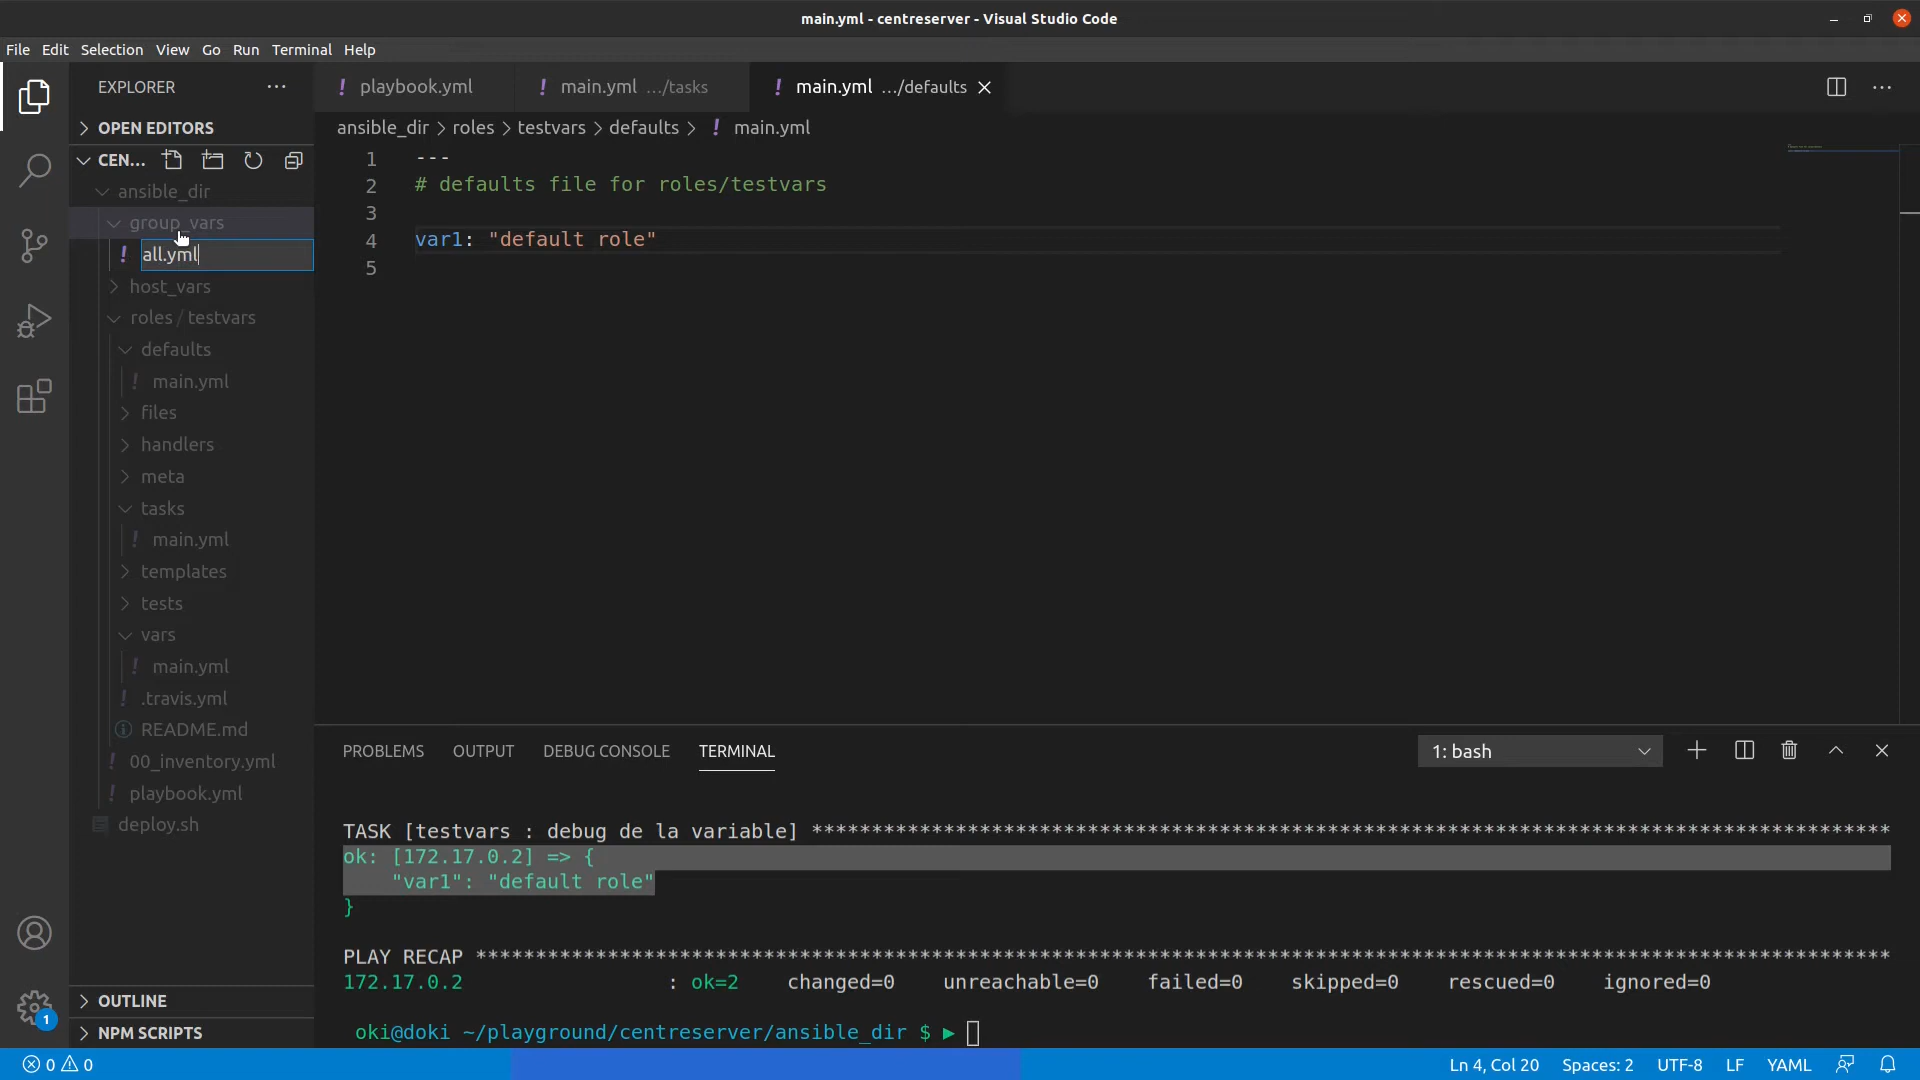 main.yml - centreserver - Visual Studio Code
File Edit Selection View Go Run Terminal Help
EXPLORER
OPEN EDITORS
CEN...
ansible_dir
group_vars
! all.yml
host_vars
roles / testvars
defaults
! main.yml
files
handlers
meta
tasks
! main.yml
templates
tests
vars
! main.yml
! .travis.yml
README.md
! 00_inventory.yml
! playbook.yml
deploy.sh
OUTLINE
NPM SCRIPTS
! playbook.yml ! main.yml .../tasks ! main.yml .../defaults
ansible_dir > roles > testvars > defaults > ! main.yml
1 ---
2 # defaults file for roles/testvars
3
4 var1: "default role"
5
PROBLEMS OUTPUT DEBUG CONSOLE TERMINAL 1: bash
TASK [testvars : debug de la variable] *****************************************************************************************
ok: [172.17.0.2] => {
"var1": "default role"
}
PLAY RECAP *********************************************************************************************************************
172.17.0.2 : ok=2 changed=0 unreachable=0 failed=0 skipped=0 rescued=0 ignored=0
oki@doki ~/playground/centreserver/ansible_dir $ ▶
1
0 0 Ln 4, Col 20 Spaces: 2 UTF-8 LF YAML